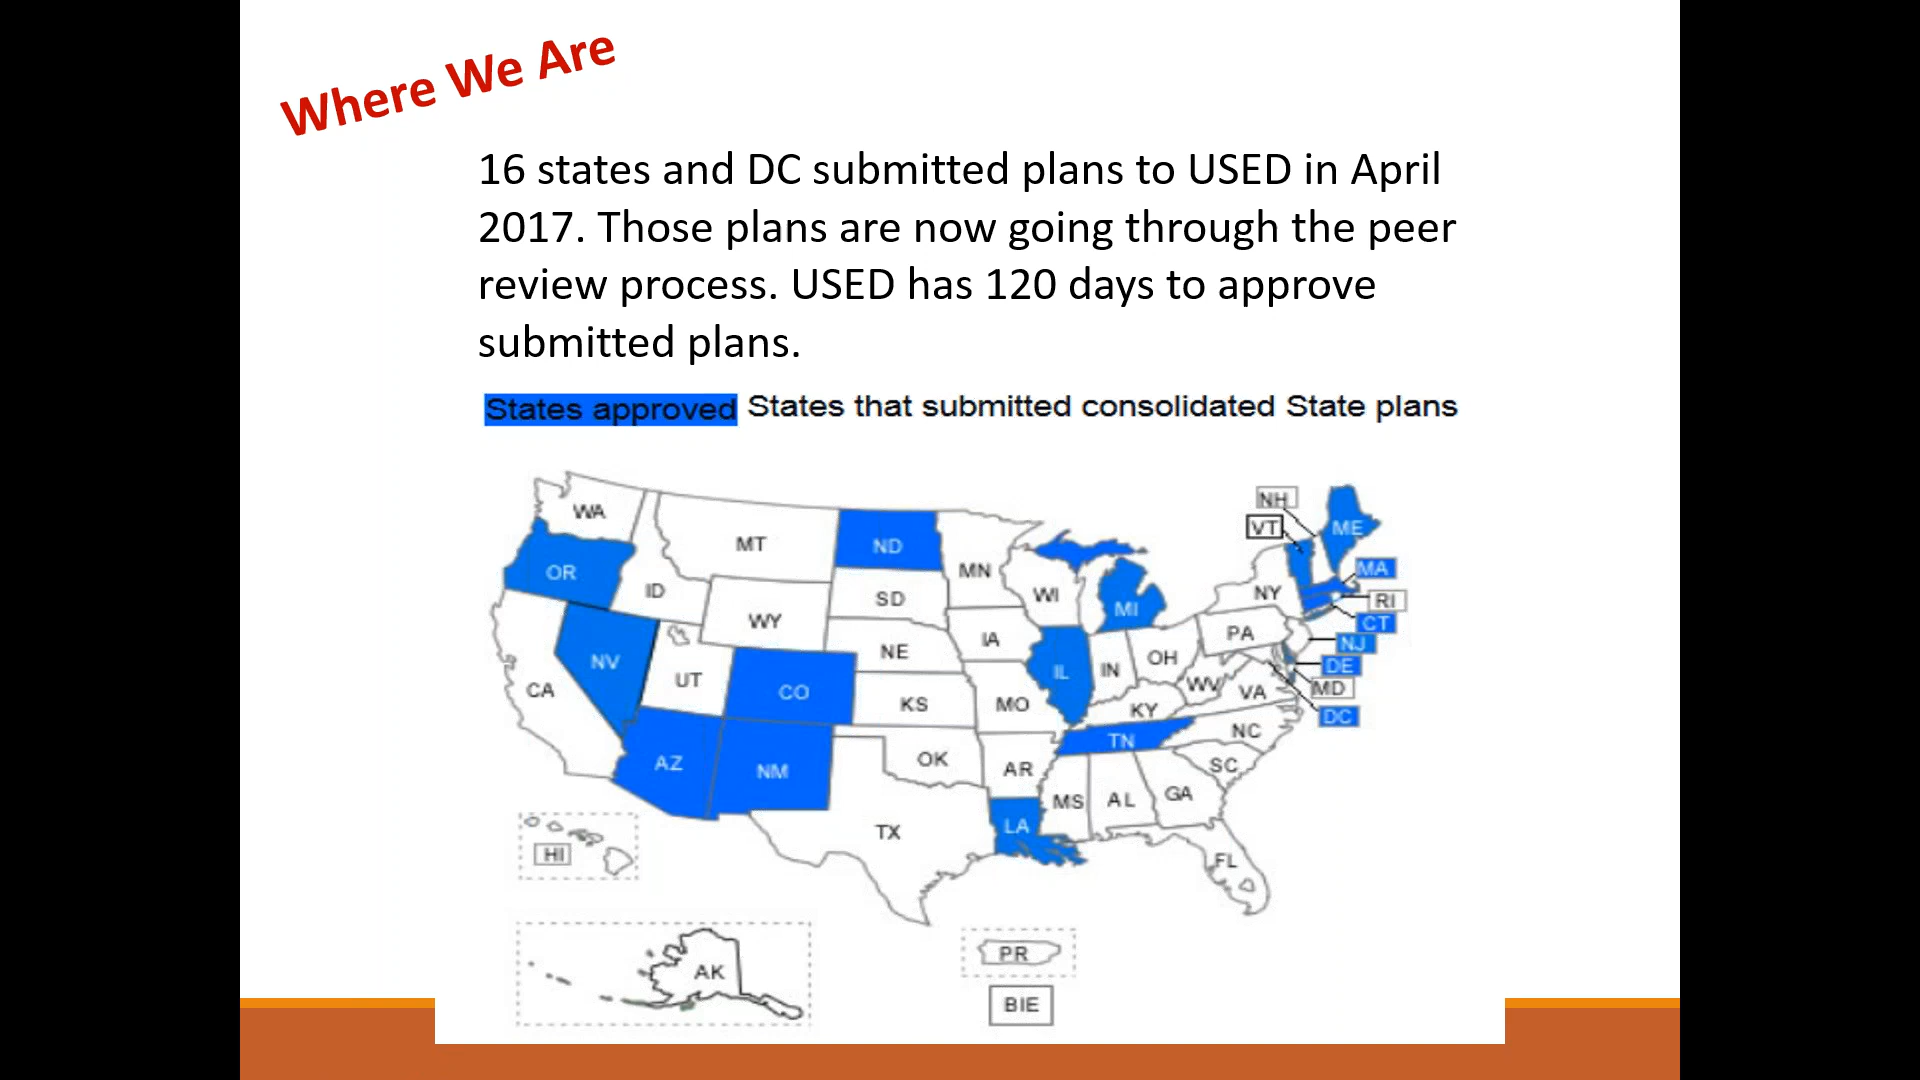 Where We Are
16 states and DC submitted plans to USED in April
2017. Those plans are now going through the peer
review process. USED has 120 days to approve
submitted plans.
States approved States that submitted consolidated State plans
WA
MT
ND
MN
OR
ID
WY
SD
WI
MI
NH
VT
ME
MA
NY
RI
CT
NJ
DE
MD
DC
PA
NV
UT
CO
NE
IA
IL
IN
OH
WV
VA
CA
KS
MO
KY
NC
TN
AZ
NM
OK
AR
SC
MS
AL
GA
TX
LA
FL
HI
AK
PR
BIE